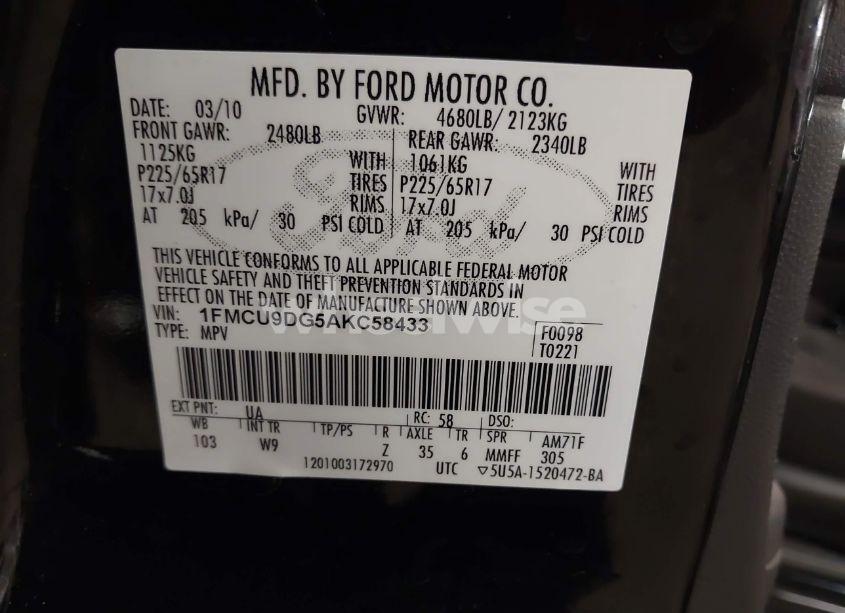 MFD. BY FORD MOTOR CO.
DATE: 03/10 GVWR: 4680LB/ 2123KG
FRONT GAWR: 2480LB REAR GAWR: 2340LB
1125KG WITH 1061KG WITH
P225/65R17 TIRES P225/65R17 TIRES
17x7.0J RIMS 17x7.0J RIMS
AT 205 kPa/ 30 PSI COLD AT 205 kPa/ 30 PSI COLD
Ford
THIS VEHICLE CONFORMS TO ALL APPLICABLE FEDERAL MOTOR
VEHICLE SAFETY AND THEFT PREVENTION STANDARDS IN
EFFECT ON THE DATE OF MANUFACTURE SHOWN ABOVE.
wheelwise
VIN: 1FMCU9DG5AKC58433 F0098
TYPE: MPV T0221
EXT PNT: UA RC: 58 DSO:
WB INT TR TP/PS R AXLE TR SPR AM71F
103 W9 Z 35 6 MMFF 305
1201003172970 UTC ▽5U5A-1520472-BA